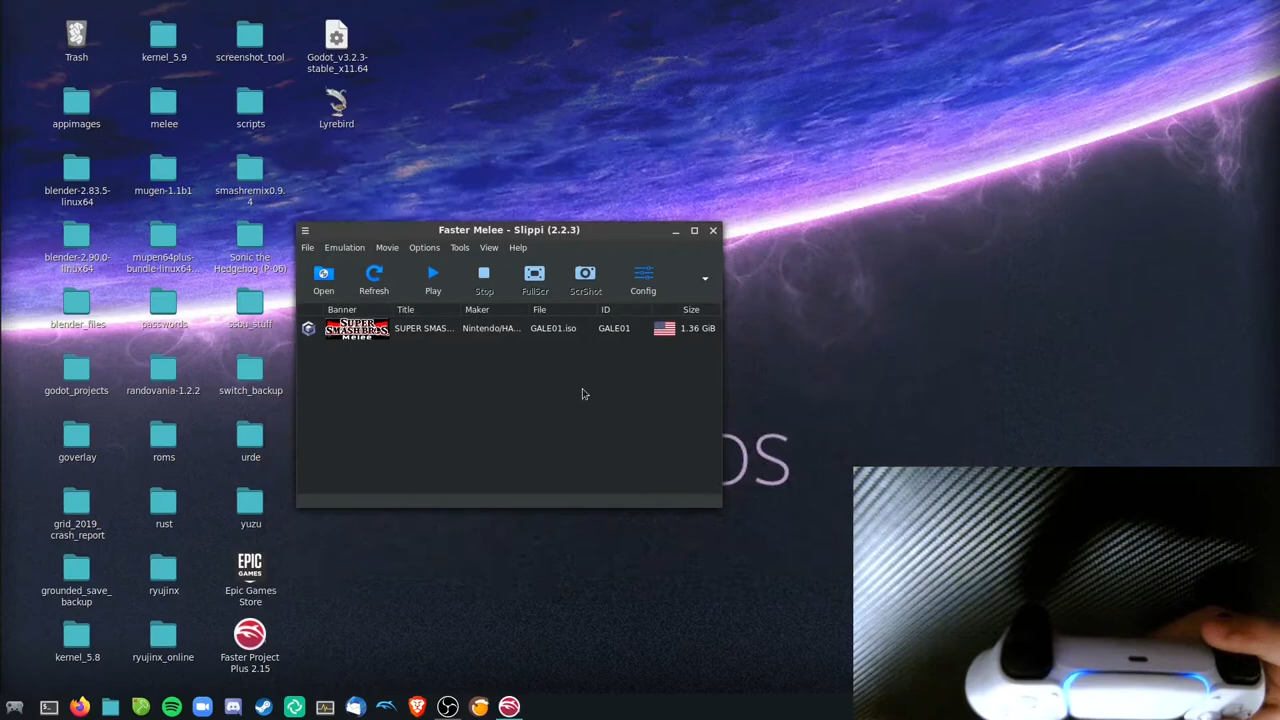 Trash
kernel_5.9
screenshot_tool
Godot_v3.2.3-
stable_x11.64
appimages
melee
scripts
Lyrebird
blender-2.83.5-
linux64
mugen-1.1b1
smashremix0.9.
4
blender-2.90.0-
linux64
mupen64plus-
bundle-linux64...
Sonic the
Hedgehog (P-06)
blender_files
passwords
ssbu_stuff
godot_projects
randovania-1.2.2
switch_backup
goverlay
roms
urde
grid_2019_
crash_report
rust
yuzu
grounded_save_
backup
ryujinx
EPIC
GAMES
Epic Games
Store
kernel_5.8
ryujinx_online
Faster Project
Plus 2.15
Faster Melee - Slippi (2.2.3)
File Emulation Movie Options Tools View Help
Open Refresh Play Stop FullScr ScrShot Config
Banner Title Maker File ID Size
SUPER
SMASH BROS.
Melee
SUPER SMAS... Nintendo/HA... GALE01.iso GALE01 1.36 GiB
OS